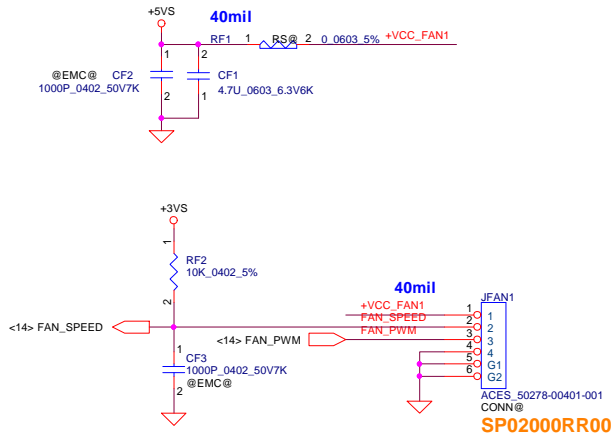 +5VS
40mil
RF1 1 RS@ 2 0_0603_5% +VCC_FAN1
1
2
@EMC@ CF2
1000P_0402_50V7K
CF1
4.7U_0603_6.3V6K
2
1
+3VS
1
RF2
10K_0402_5%
2
40mil
+VCC_FAN1
FAN_SPEED
FAN_PWM
<14> FAN_SPEED
<14> FAN_PWM
1
CF3
1000P_0402_50V7K
@EMC@
2
JFAN1
1 1
2 2
3 3
4 4
5 G1
6 G2
ACES_50278-00401-001
CONN@
SP02000RR00